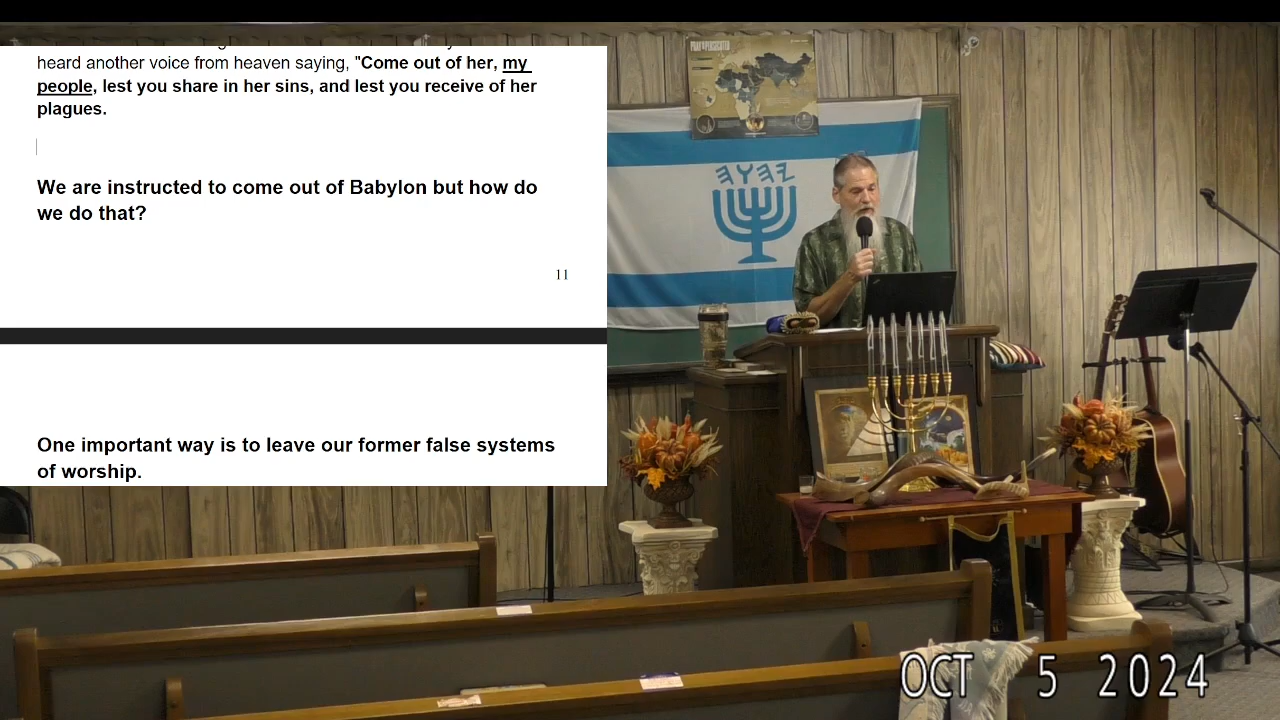 heard another voice from heaven saying, "Come out of her, my
people, lest you share in her sins, and lest you receive of her
plagues.
We are instructed to come out of Babylon but how do
we do that?
11
One important way is to leave our former false systems
of worship.
𐤉𐤄𐤅𐤄
OCT 5 2024